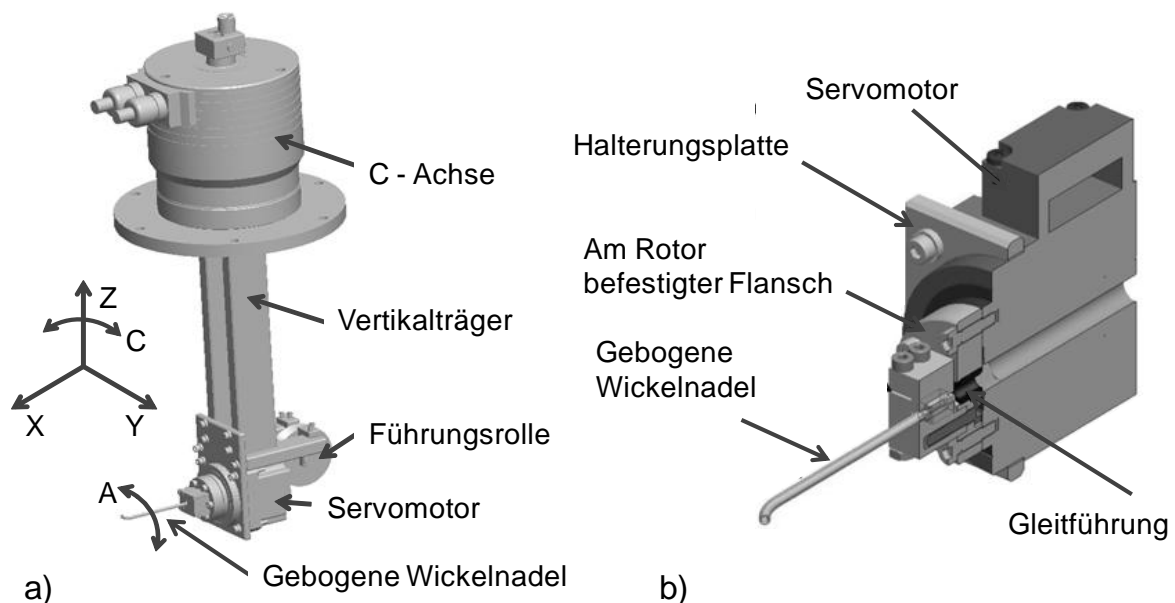 C - Achse
Z
C
X
Y
Vertikalträger
Führungsrolle
A
Servomotor
Gebogene Wickelnadel
a)
Servomotor
Halterungsplatte
Am Rotor
befestigter Flansch
Gebogene
Wickelnadel
Gleitführung
b)